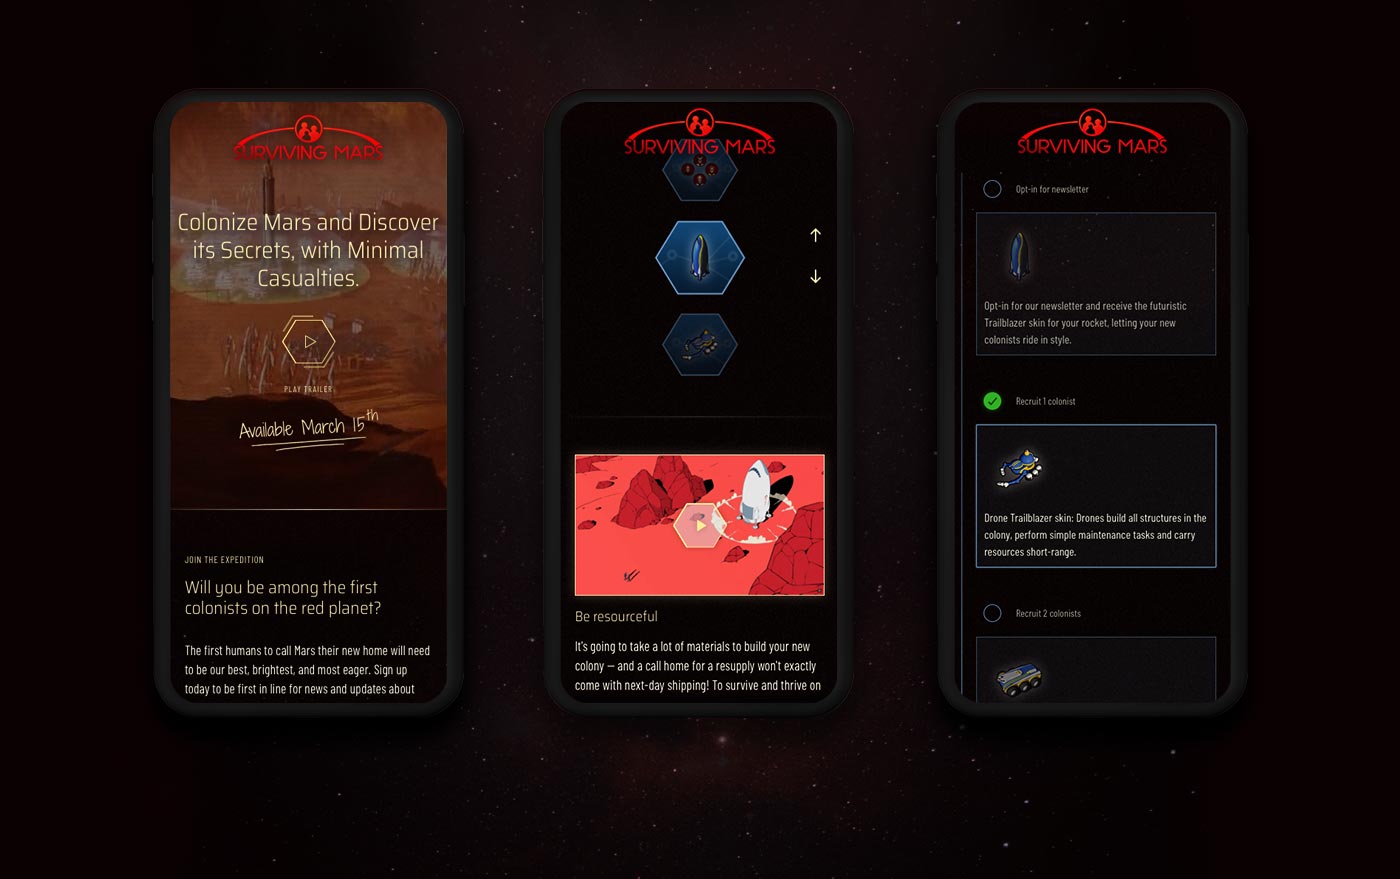 SURVIVING MARS
Colonize Mars and Discover
its Secrets, with Minimal
Casualties.
PLAY TRAILER
Available March 15th
JOIN THE EXPEDITION
Will you be among the first
colonists on the red planet?
The first humans to call Mars their new home will need
to be our best, brightest, and most eager. Sign up
today to be first in line for news and updates about
SURVIVING MARS
Be resourceful
It's going to take a lot of materials to build your new
colony – and a call home for a resupply won't exactly
come with next-day shipping! To survive and thrive on
SURVIVING MARS
Opt-in for newsletter
Opt-in for our newsletter and receive the futuristic
Trailblazer skin for your rocket, letting your new
colonists ride in style.
Recruit 1 colonist
Drone Trailblazer skin: Drones build all structures in the
colony, perform simple maintenance tasks and carry
resources short-range.
Recruit 2 colonists